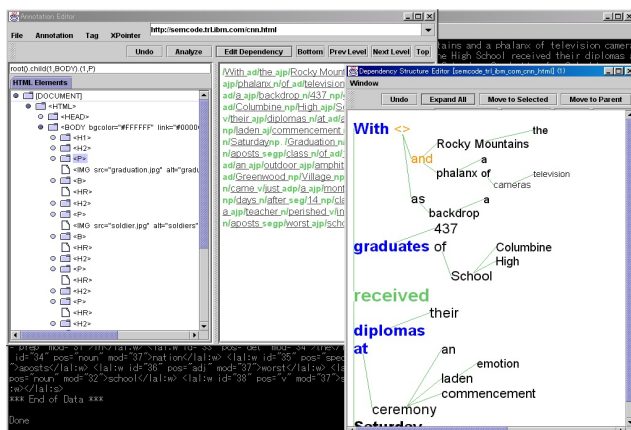 Annotation Editor
File Annotation Tag XPointer http://semcode.trl.ibm.com/cnn.html
Undo Analyze Edit Dependency Bottom Prev Level Next Level Top
root().child(1,BODY).(1,P)
HTML Elements
[DOCUMENT]
<HTML>
<HEAD>
<BODY bgcolor="#FFFFFF" link="#0000
<H1>
<H2>
<P>
<IMG src="graduation.jpg" alt="gradu
<B>
<HR>
<H2>
<P>
<IMG src="soldier.jpg" alt="soldiers"
<B>
<HR>
<H2>
<P>
<HR>
<H2>
<P>
<HR>
<H2>
/With ad/the ajp/Rocky Mount
ajp/phalanx n/of ad/television
ad/a ajp/backdrop n/437 n/g
ad/Columbine np/High ajp/Sc
v/their ajp/diplomas n/at ad/a
np/laden aj/commencement
n/Saturday np. /Graduation n
n/aposts segp/class n/of ad/
ad/an ajp/outdoor ajp/amphit
ad/Greenwood np/Village np
n/came v/just adp/a ajp/mont
np/days n/after seg/14 np/cla
a ajp/teacher n/perished v/in
n/aposts segp/worst ajp/scho
tains and a phalanx of television camera
e High School received their diplomas
Dependency Structure Editor [semcode_trl_ibm_com_cnn_html] (1)
Window
Undo Expand All Move to Selected Move to Parent
With <>
the
Rocky Mountains
and
a
phalanx of
television
cameras
as
a
backdrop
437
graduates of
Columbine
High
School
received
their
diplomas
at
an
emotion
laden
commencement
ceremony
Saturday
id="34" pos="noun" mod="37">nation</lal:w> <lal:w id="35" pos="spec
">aposts</lal:w> <lal:w id="36" pos="adj" mod="37">worst</lal:w> <l
pos="noun" mod="32">school</lal:w> <lal:w id="38" pos="v" mod="37">s
:w></lal:s>
*** End of Data ***
Done